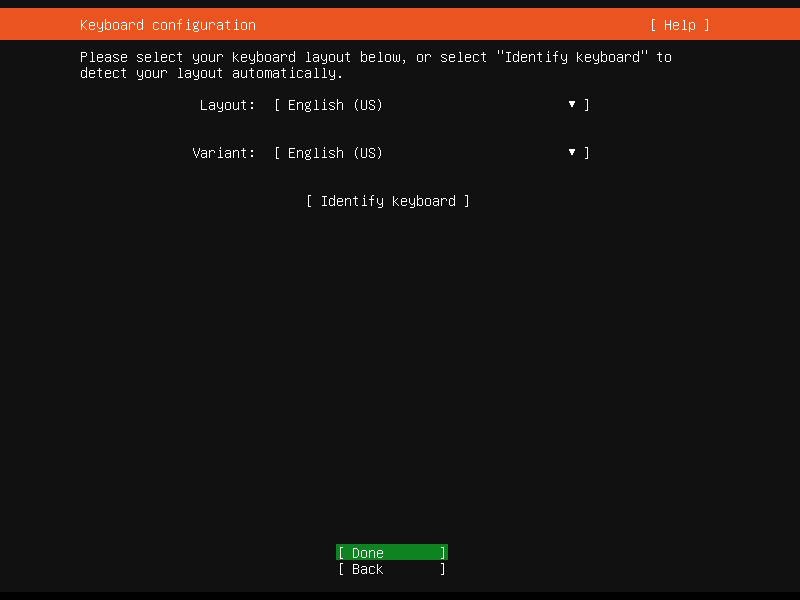 Keyboard configuration [ Help ]
Please select your keyboard layout below, or select "Identify keyboard" to
detect your layout automatically.
Layout: [ English (US) ▼ ]
Variant: [ English (US) ▼ ]
[ Identify keyboard ]
[ Done ]
[ Back ]